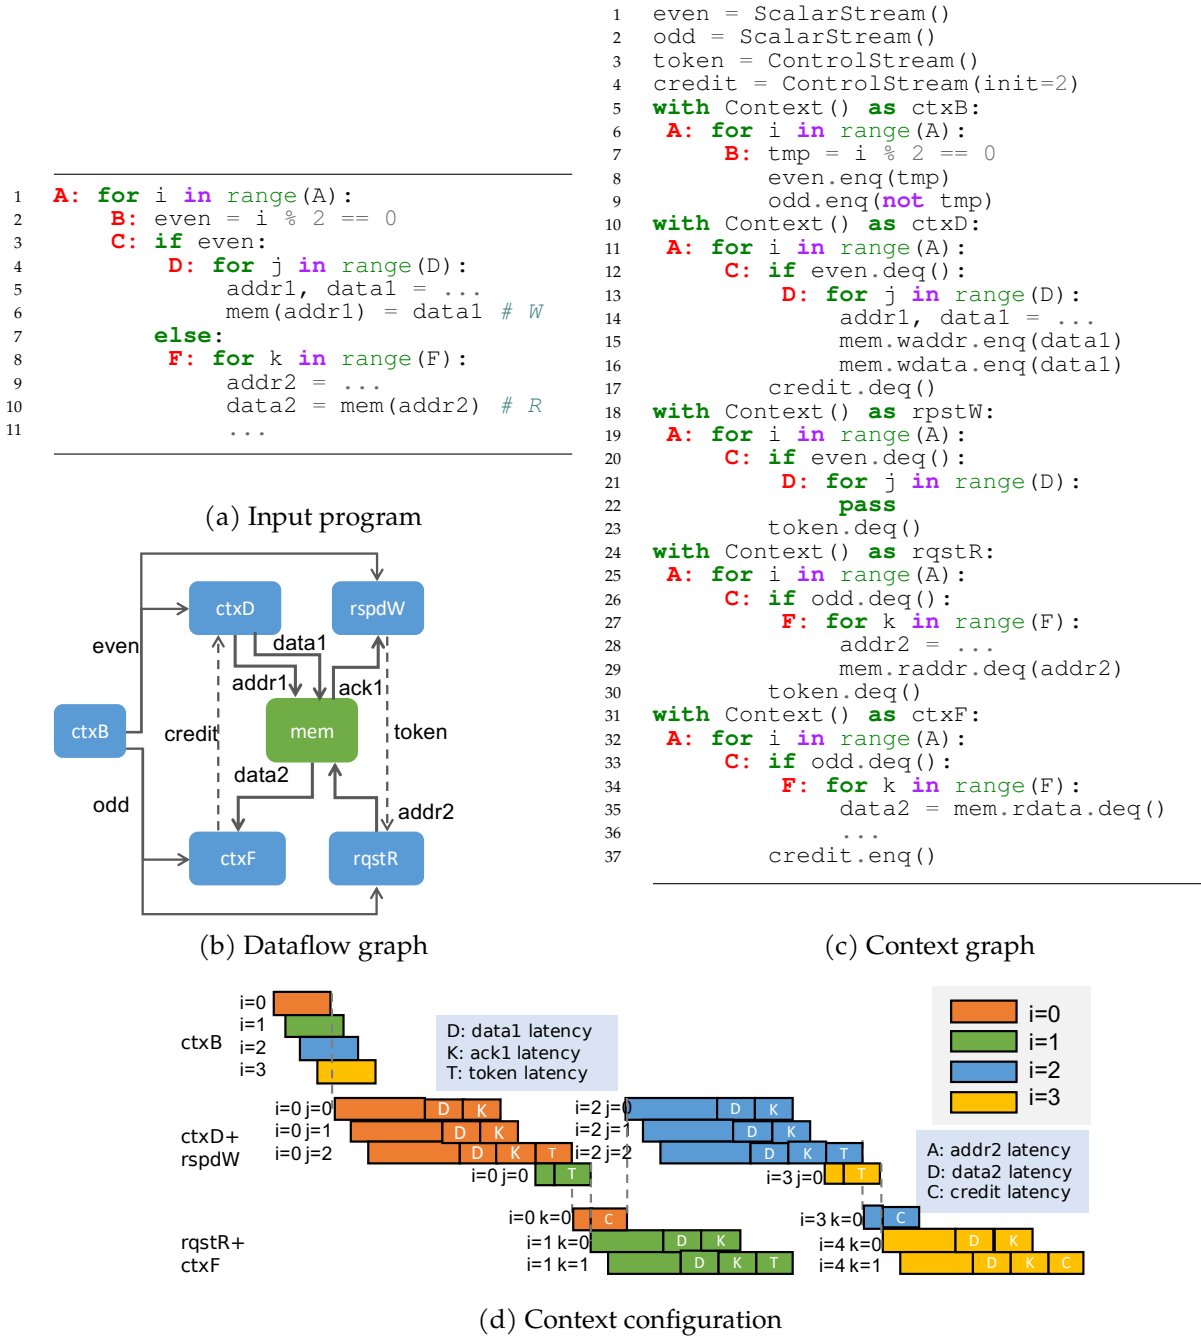 1 A: for i in range(A):
2 B: even = i % 2 == 0
3 C: if even:
4 D: for j in range(D):
5 addr1, data1 = ...
6 mem(addr1) = data1 # W
7 else:
8 F: for k in range(F):
9 addr2 = ...
10 data2 = mem(addr2) # R
11 ...
(a) Input program
ctxD
rspdW
even
data1
addr1
ack1
ctxB
credit
mem
token
data2
odd
addr2
ctxF
rqstR
(b) Dataflow graph
1 even = ScalarStream()
2 odd = ScalarStream()
3 token = ControlStream()
4 credit = ControlStream(init=2)
5 with Context() as ctxB:
6 A: for i in range(A):
7 B: tmp = i % 2 == 0
8 even.enq(tmp)
9 odd.enq(not tmp)
10 with Context() as ctxD:
11 A: for i in range(A):
12 C: if even.deq():
13 D: for j in range(D):
14 addr1, data1 = ...
15 mem.waddr.enq(data1)
16 mem.wdata.enq(data1)
17 credit.deq()
18 with Context() as rpstW:
19 A: for i in range(A):
20 C: if even.deq():
21 D: for j in range(D):
22 pass
23 token.deq()
24 with Context() as rqstR:
25 A: for i in range(A):
26 C: if odd.deq():
27 F: for k in range(F):
28 addr2 = ...
29 mem.raddr.deq(addr2)
30 token.deq()
31 with Context() as ctxF:
32 A: for i in range(A):
33 C: if odd.deq():
34 F: for k in range(F):
35 data2 = mem.rdata.deq()
36 ...
37 credit.enq()
(c) Context graph
ctxB
i=0
i=1
i=2
i=3
D: data1 latency
K: ack1 latency
T: token latency
i=0
i=1
i=2
i=3
ctxD+
rspdW
i=0 j=0 D K
i=0 j=1 D K
i=0 j=2 D K T
i=0 j=0 T
i=2 j=0 D K
i=2 j=1 D K
i=2 j=2 D K T
i=3 j=0 T
A: addr2 latency
D: data2 latency
C: credit latency
rqstR+
ctxF
i=0 k=0 C
i=1 k=0 D K
i=1 k=1 D K T
i=3 k=0 C
i=4 k=0 D K
i=4 k=1 D K C
(d) Context configuration